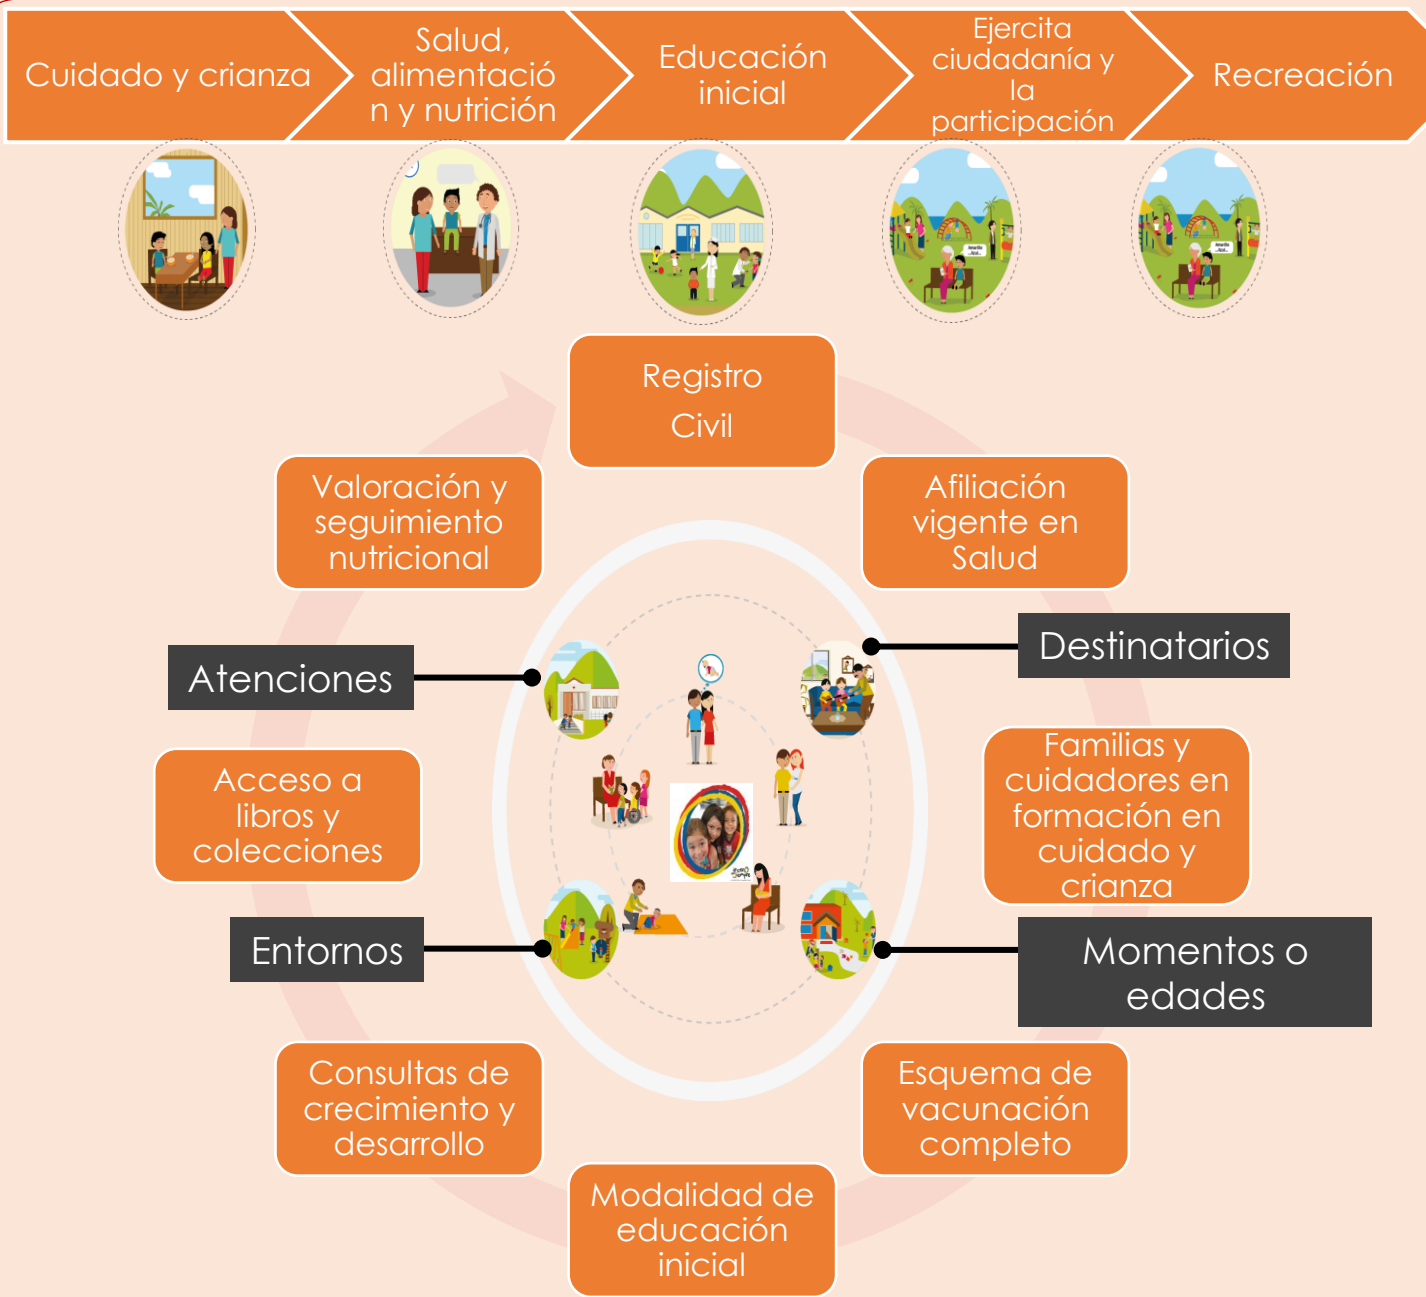 Cuidado y crianza
Salud,
alimentació
n y nutrición
Educación
inicial
Ejercita
ciudadanía y
la
participación
Recreación
Registro
Civil
Valoración y
seguimiento
nutricional
Afiliación
vigente en
Salud
Atenciones
Destinatarios
Acceso a
libros y
colecciones
Familias y
cuidadores en
formación en
cuidado y
crianza
Entornos
Momentos o
edades
Consultas de
crecimiento y
desarrollo
Esquema de
vacunación
completo
Modalidad de
educación
inicial